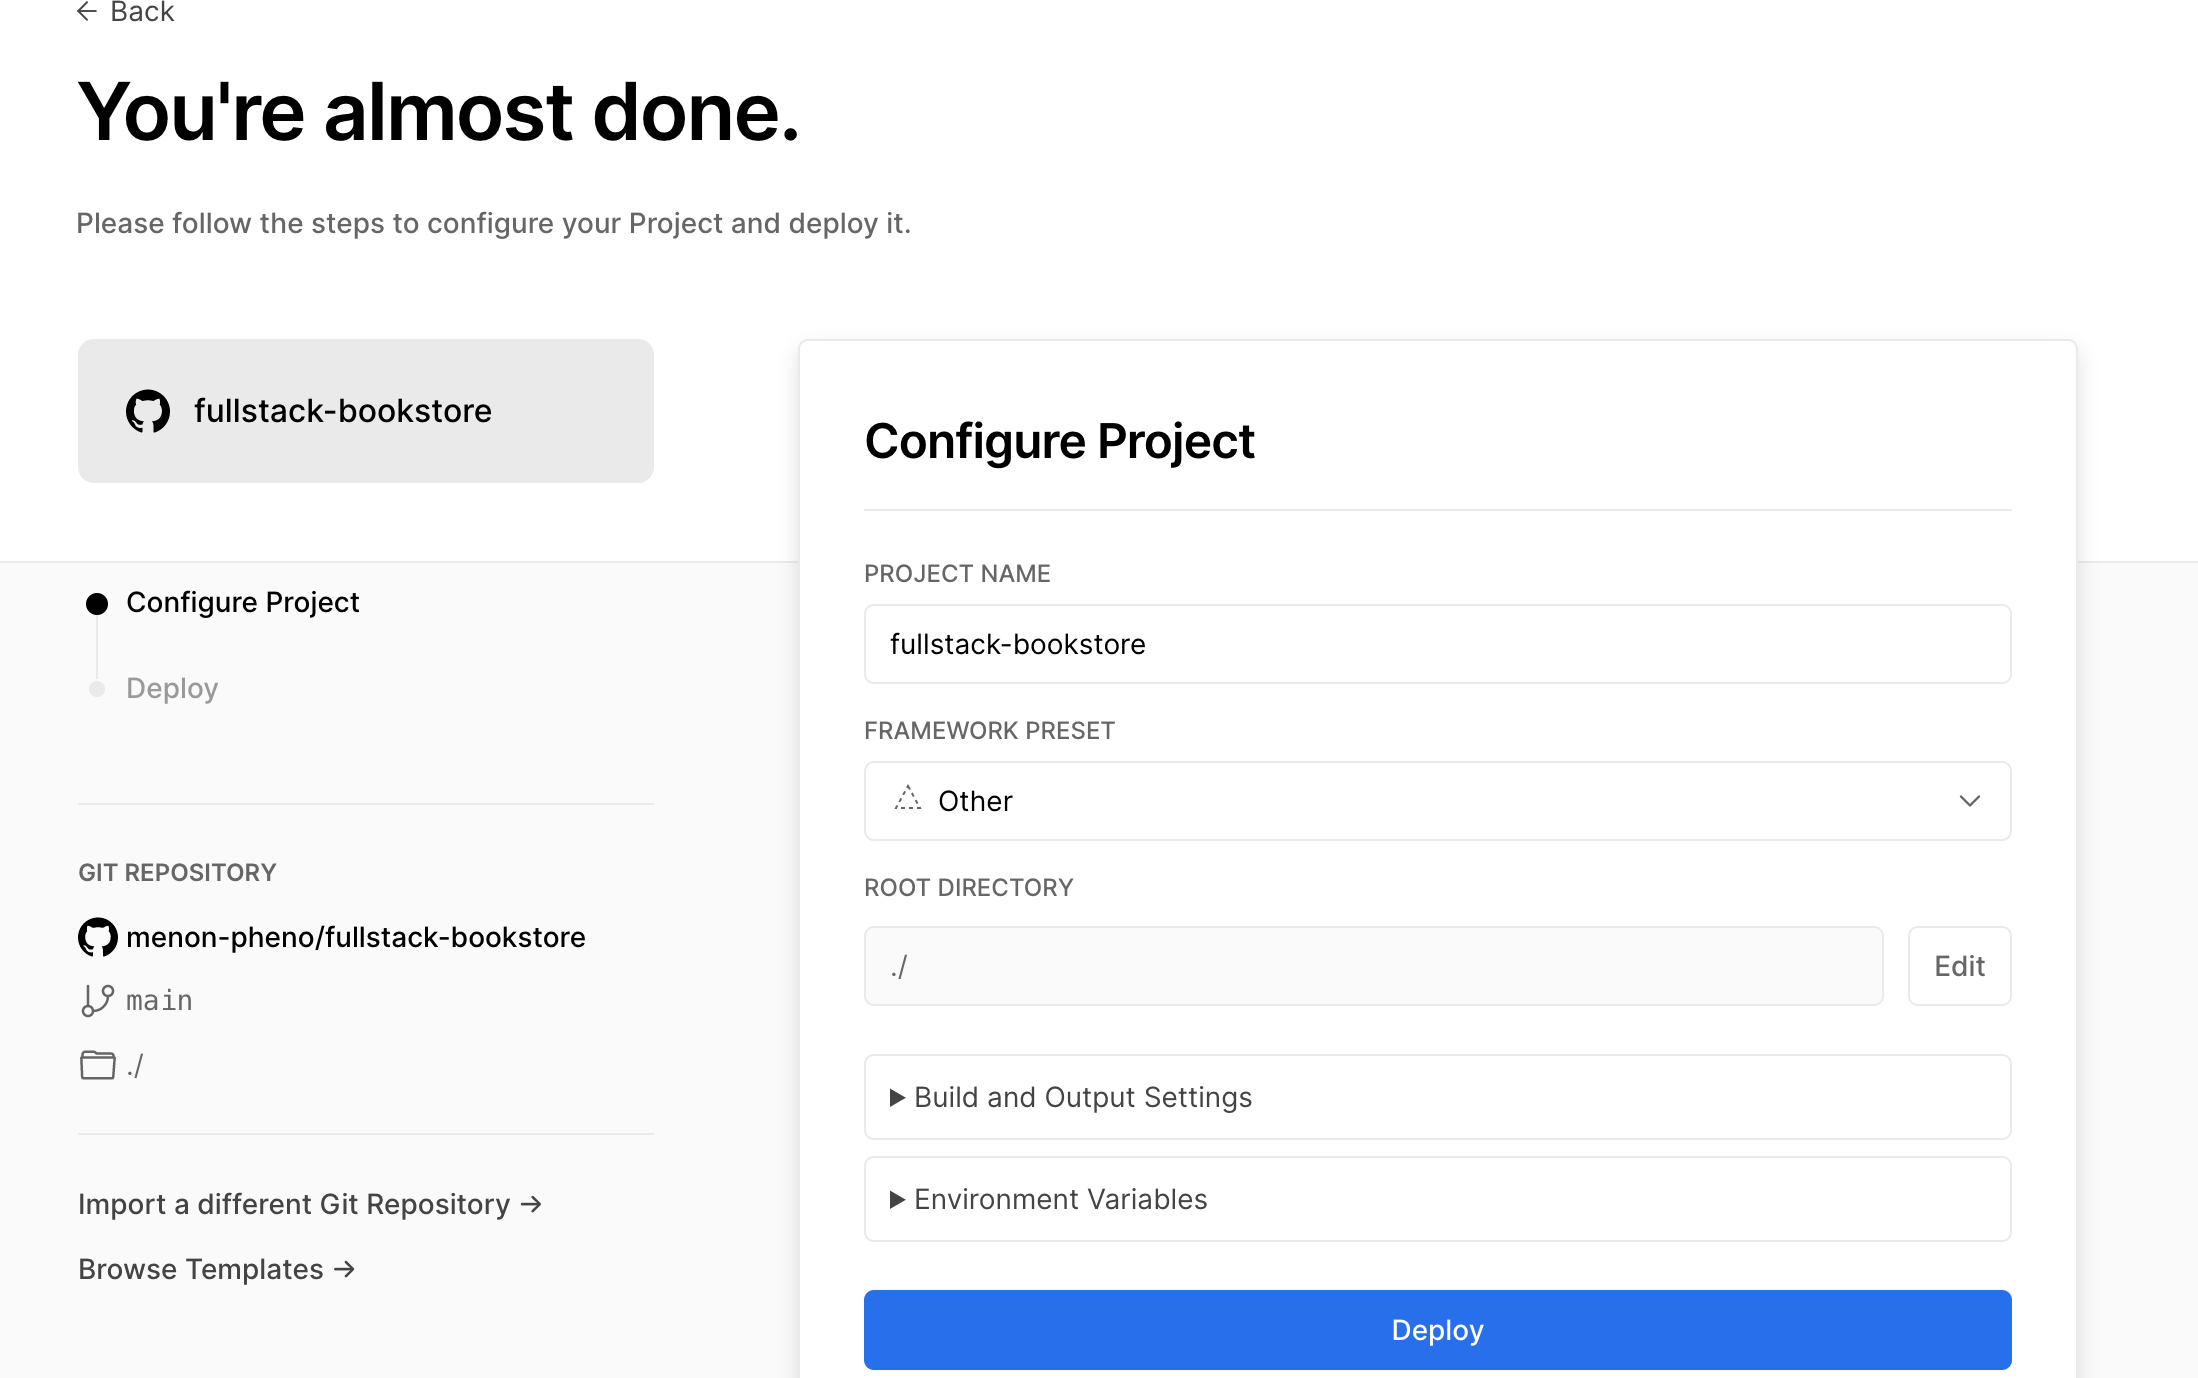 ← Back
You're almost done.
Please follow the steps to configure your Project and deploy it.
fullstack-bookstore
Configure Project
Deploy
GIT REPOSITORY
menon-pheno/fullstack-bookstore
main
./
Import a different Git Repository →
Browse Templates →
Configure Project
PROJECT NAME
fullstack-bookstore
FRAMEWORK PRESET
Other
ROOT DIRECTORY
./
Edit
▶ Build and Output Settings
▶ Environment Variables
Deploy